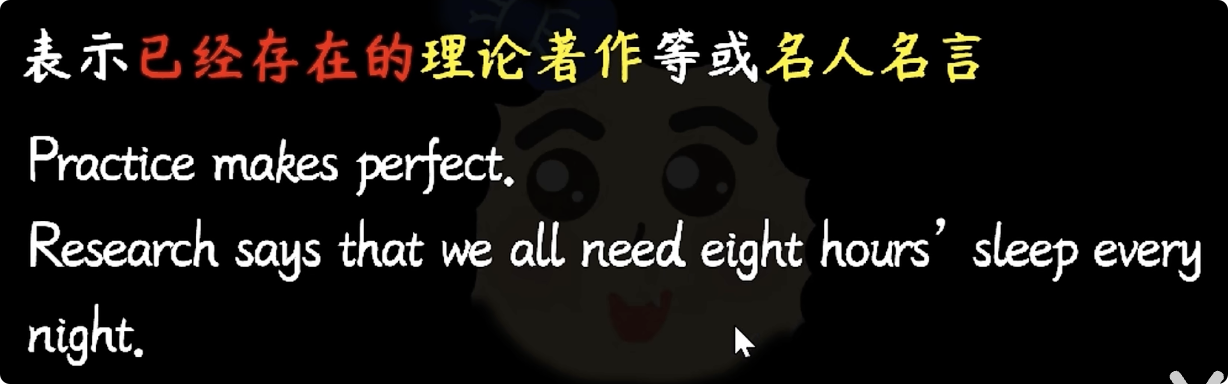 表示已经存在的理论著作等或名人名言
Practice makes perfect.
Research says that we all need eight hours’ sleep every
night.